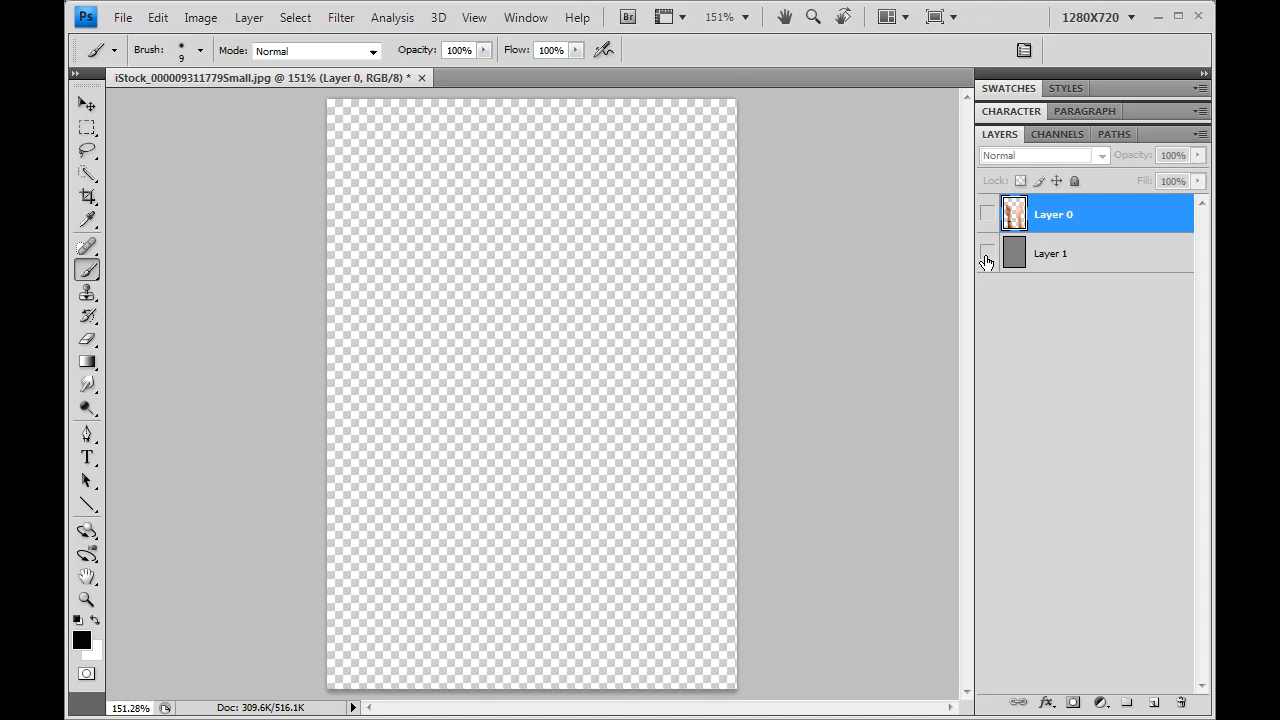 Ps File Edit Image Layer Select Filter Analysis 3D View Window Help Br 151% 1280X720
Brush: 9 Mode: Normal Opacity: 100% Flow: 100%
iStock_000009311779Small.jpg @ 151% (Layer 0, RGB/8) *
SWATCHES STYLES
CHARACTER PARAGRAPH
LAYERS CHANNELS PATHS
Normal Opacity: 100%
Lock: Fill: 100%
Layer 0
Layer 1
T
fx
151.28% Doc: 309.6K/516.1K